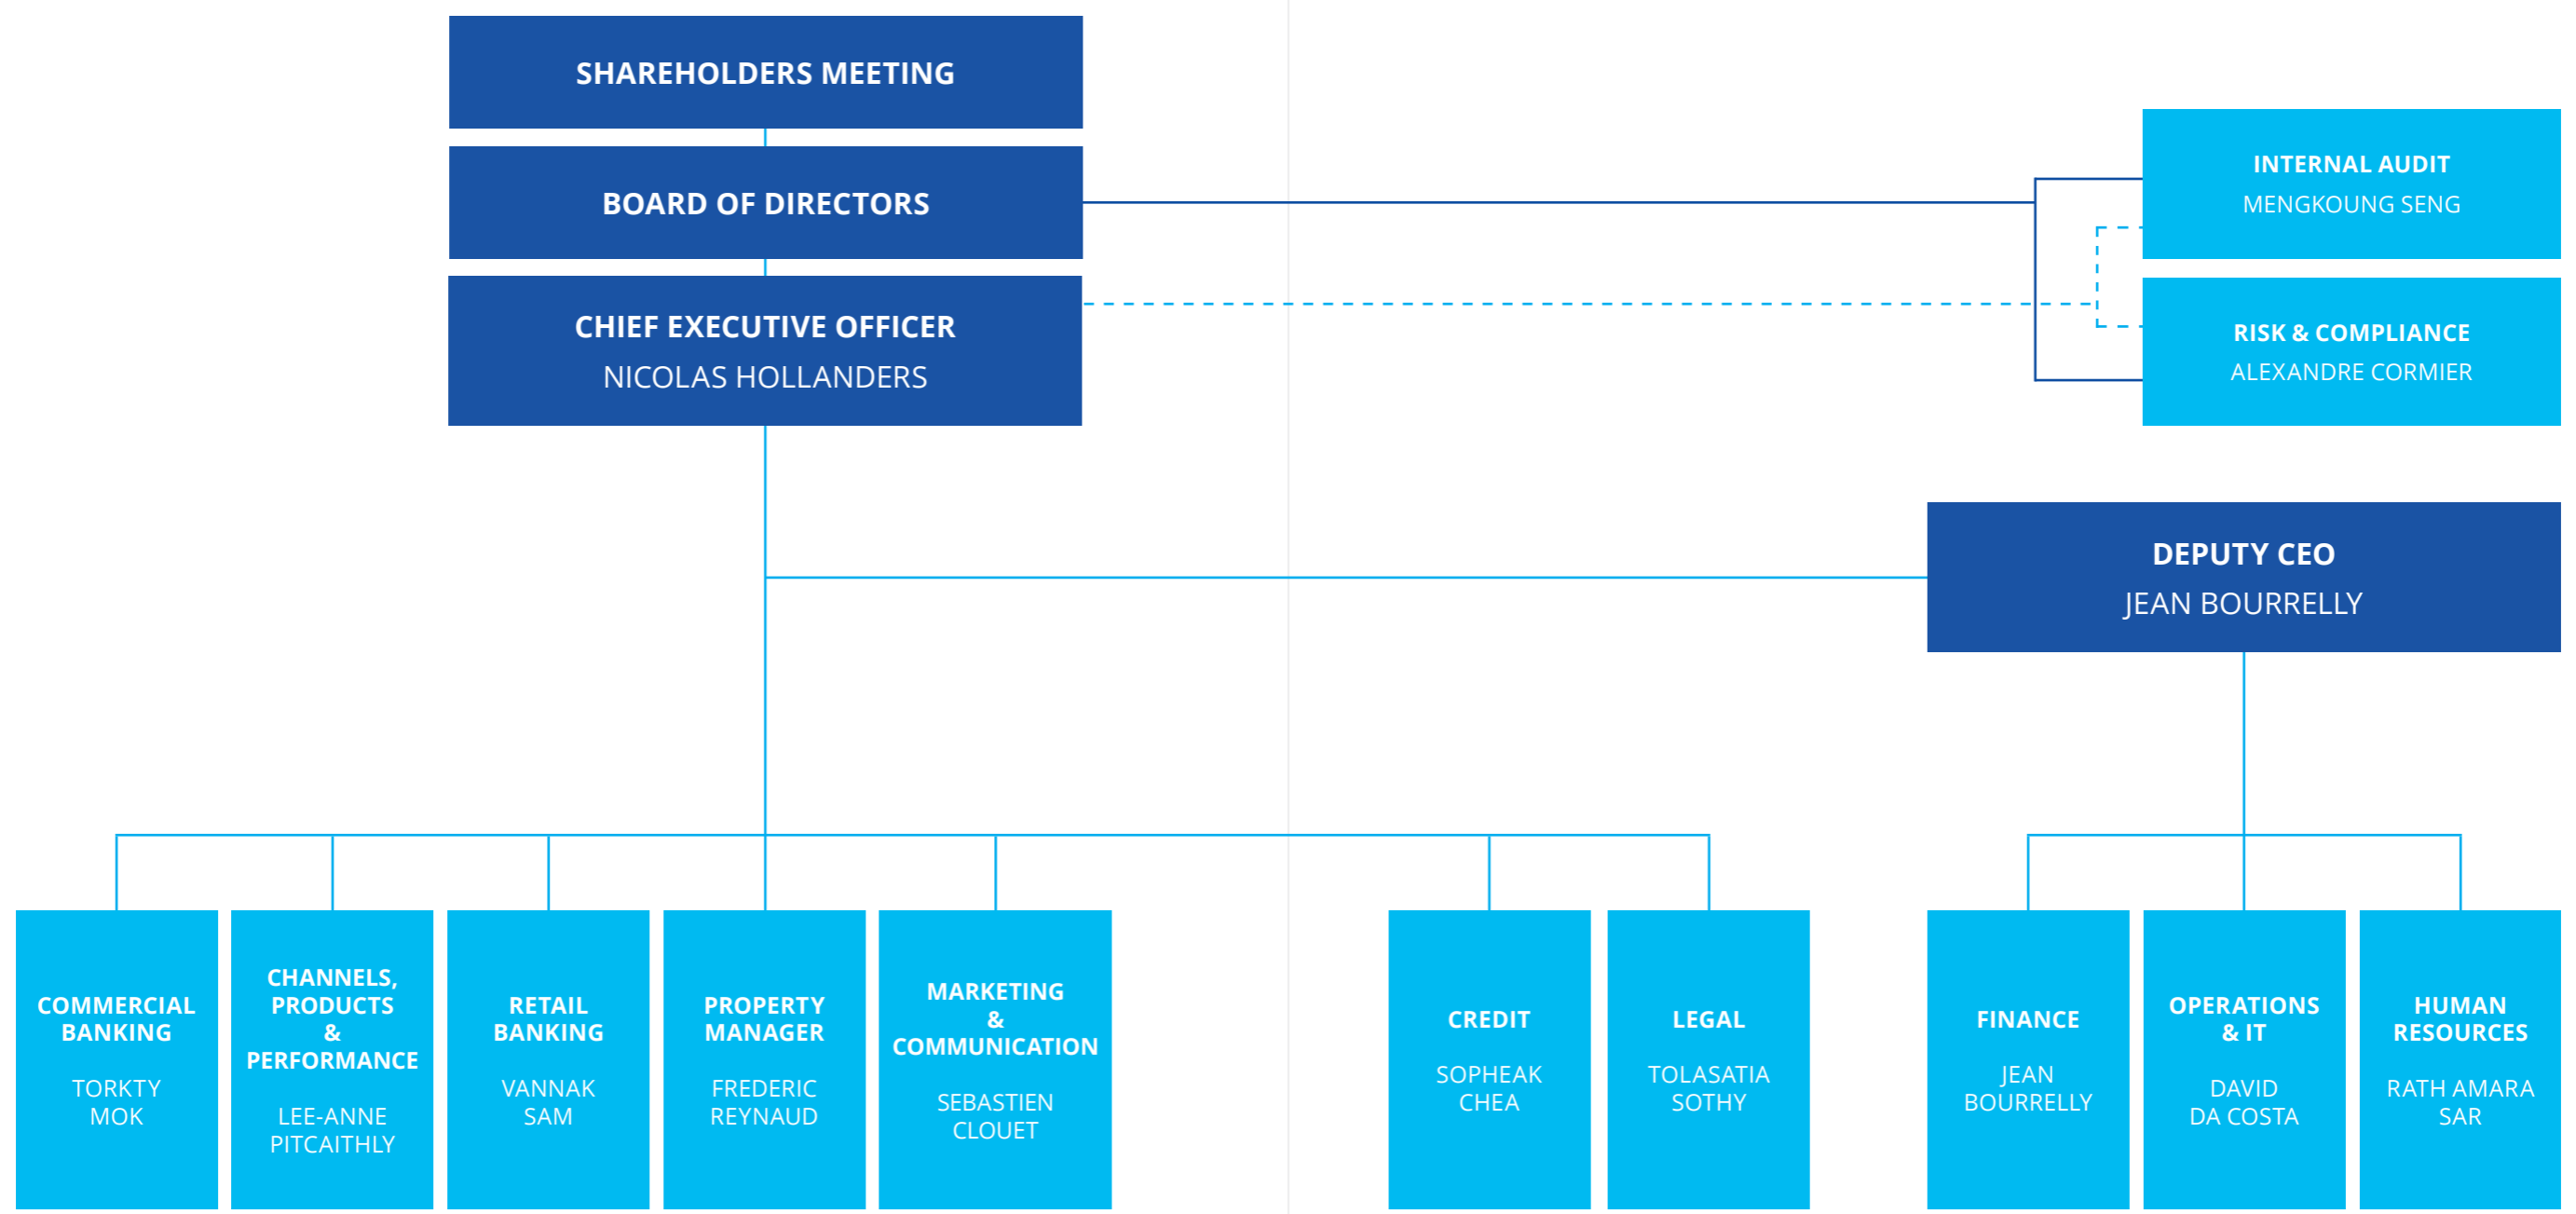 SHAREHOLDERS MEETING
BOARD OF DIRECTORS
CHIEF EXECUTIVE OFFICER
NICOLAS HOLLANDERS
INTERNAL AUDIT
MENGKOUNG SENG
RISK & COMPLIANCE
ALEXANDRE CORMIER
DEPUTY CEO
JEAN BOURRELLY
COMMERCIAL
BANKING
TORKTY
MOK
CHANNELS,
PRODUCTS
&
PERFORMANCE
LEE-ANNE
PITCAITHLY
RETAIL
BANKING
VANNAK
SAM
PROPERTY
MANAGER
FREDERIC
REYNAUD
MARKETING
&
COMMUNICATION
SEBASTIEN
CLOUET
CREDIT
SOPHEAK
CHEA
LEGAL
TOLASATIA
SOTHY
FINANCE
JEAN
BOURRELLY
OPERATIONS
& IT
DAVID
DA COSTA
HUMAN
RESOURCES
RATH AMARA
SAR